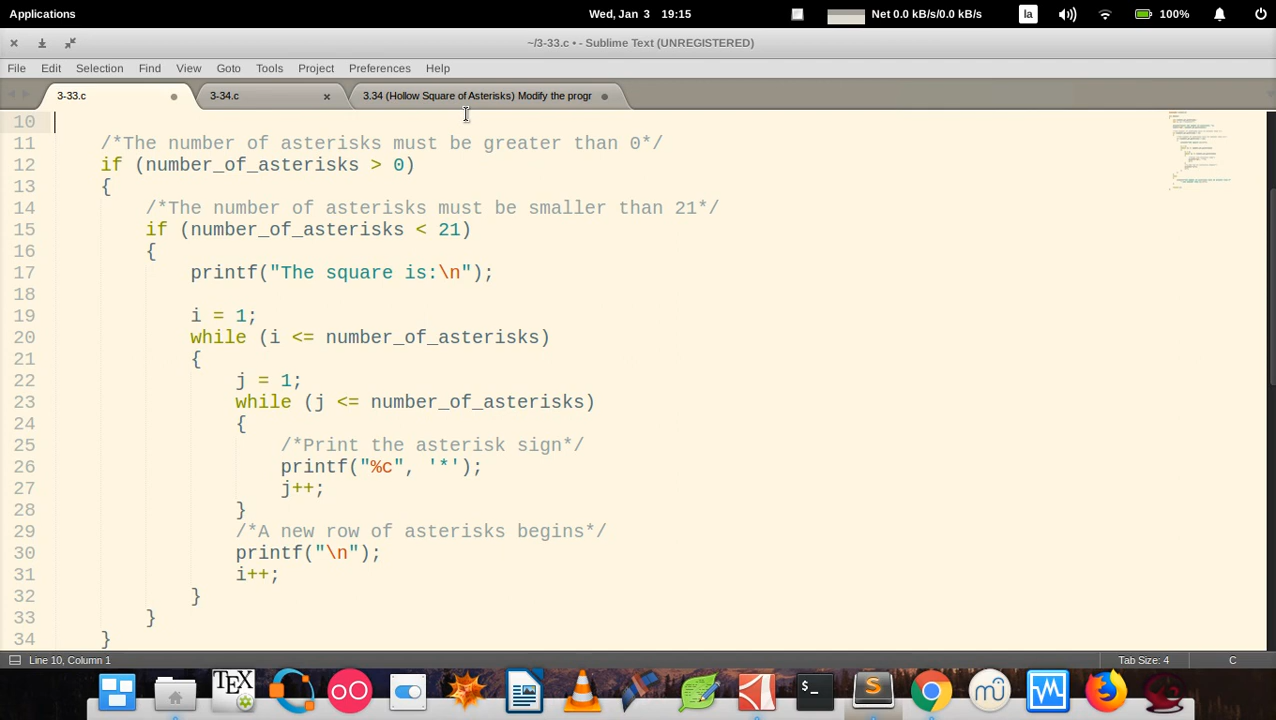 Applications
Wed, Jan 3 19:15
Net 0.0 kB/s/0.0 kB/s
la
100%
~/3-33.c • - Sublime Text (UNREGISTERED)
File Edit Selection Find View Goto Tools Project Preferences Help
3-33.c
3-34.c
3.34 (Hollow Square of Asterisks) Modify the progr
10
11 /*The number of asterisks must be greater than 0*/
12 if (number_of_asterisks > 0)
13 {
14 /*The number of asterisks must be smaller than 21*/
15 if (number_of_asterisks < 21)
16 {
17 printf("The square is:\n");
18
19 i = 1;
20 while (i <= number_of_asterisks)
21 {
22 j = 1;
23 while (j <= number_of_asterisks)
24 {
25 /*Print the asterisk sign*/
26 printf("%c", '*');
27 j++;
28 }
29 /*A new row of asterisks begins*/
30 printf("\n");
31 i++;
32 }
33 }
34 }
Line 10, Column 1
Tab Size: 4
C
TEX